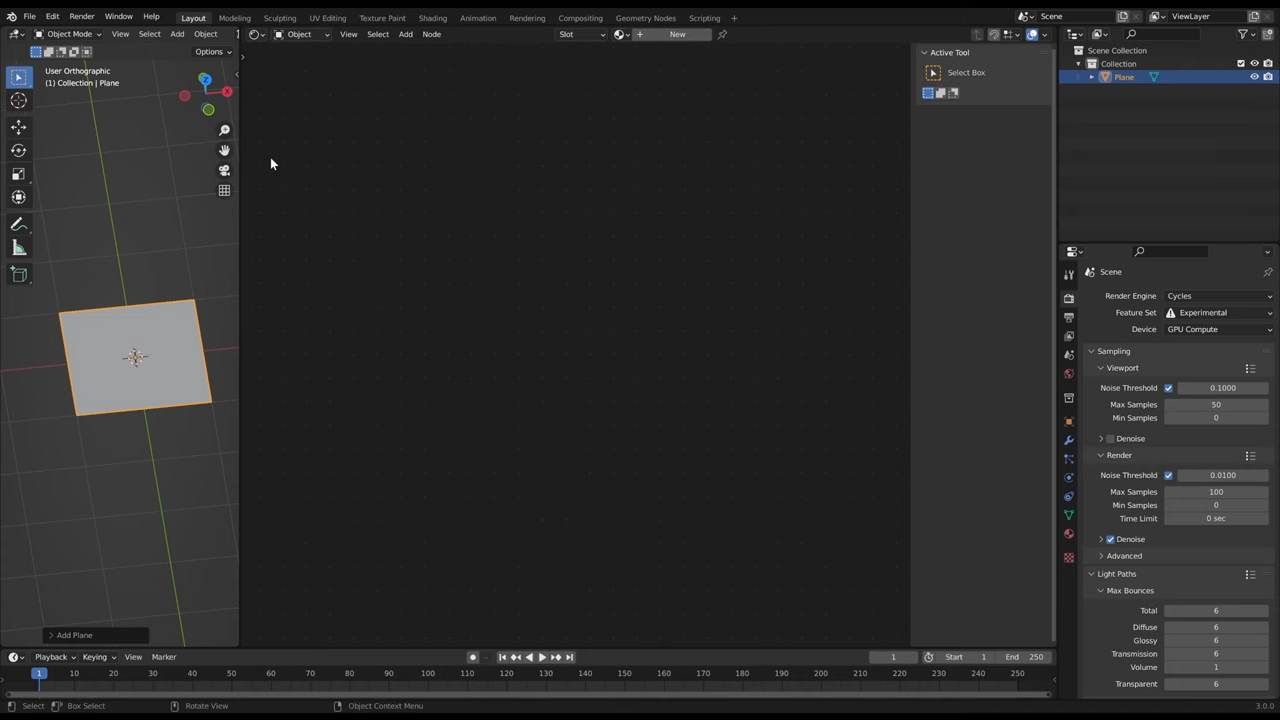 File Edit Render Window Help Layout Modeling Sculpting UV Editing Texture Paint Shading Animation Rendering Compositing Geometry Nodes Scripting + Scene ViewLayer
Object Mode View Select Add Object Object View Select Add Node Slot + New
Options
User Orthographic
(1) Collection | Plane
Z
X
Active Tool
Select Box
Scene Collection
Collection
Plane
Scene
Render Engine Cycles
Feature Set Experimental
Device GPU Compute
Sampling
Viewport
Noise Threshold 0.1000
Max Samples 50
Min Samples 0
Denoise
Render
Noise Threshold 0.0100
Max Samples 100
Min Samples 0
Time Limit 0 sec
Denoise
Advanced
Light Paths
Max Bounces
Total 6
Diffuse 6
Glossy 6
Transmission 6
Volume 1
Transparent 6
Add Plane
Playback Keying View Marker 1 Start 1 End 250
1 10 20 30 40 50 60 70 80 90 100 110 120 130 140 150 160 170 180 190 200 210 220 230 240 250
Select Box Select Rotate View Object Context Menu 3.0.0